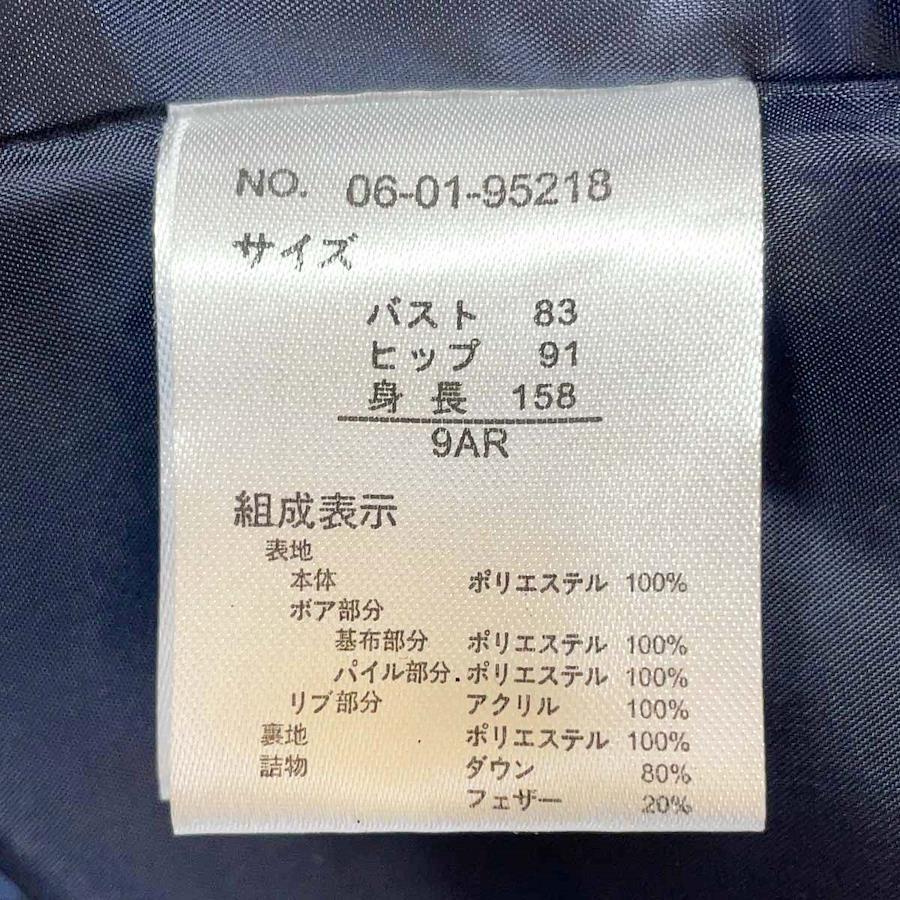 NO. 06-01-95218
サイズ
バスト 83
ヒップ 91
身長 158
9AR
組成表示
表地
本体 ポリエステル 100%
ボア部分
基布部分 ポリエステル 100%
パイル部分 ポリエステル 100%
リブ部分 アクリル 100%
裏地 ポリエステル 100%
詰物 ダウン 80%
フェザー 20%